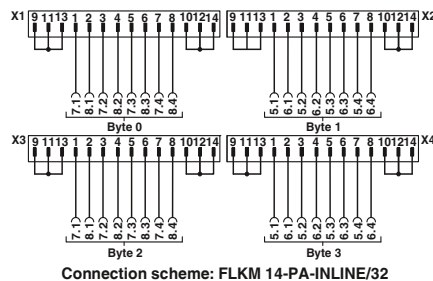 X1 9 11 13 1 2 3 4 5 6 7 8 10 12 14
9 11 13 1 2 3 4 5 6 7 8 10 12 14 X2
7.1 8.1 7.2 8.2 7.3 8.3 7.4 8.4
5.1 6.1 5.2 6.2 5.3 6.3 5.4 6.4
Byte 0
Byte 1
X3 9 11 13 1 2 3 4 5 6 7 8 10 12 14
9 11 13 1 2 3 4 5 6 7 8 10 12 14 X4
7.1 8.1 7.2 8.2 7.3 8.3 7.4 8.4
5.1 6.1 5.2 6.2 5.3 6.3 5.4 6.4
Byte 2
Byte 3
Connection scheme: FLKM 14-PA-INLINE/32